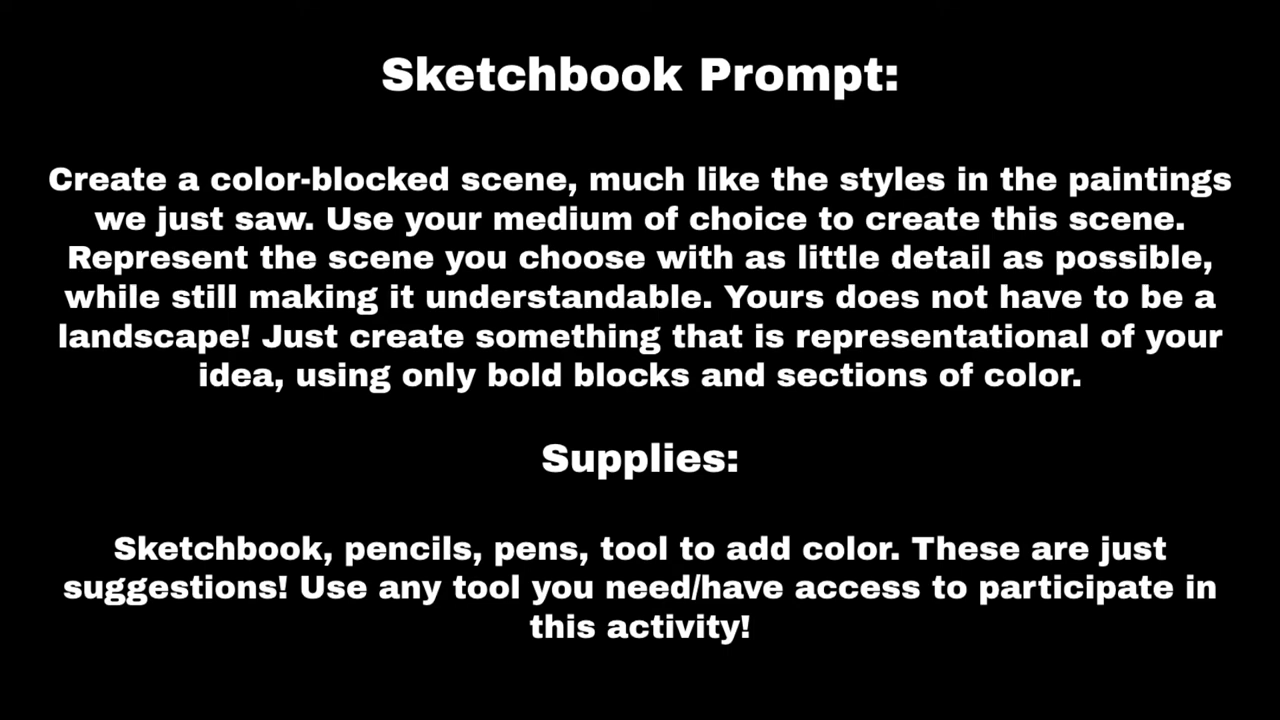 Sketchbook Prompt:
Create a color-blocked scene, much like the styles in the paintings
we just saw. Use your medium of choice to create this scene.
Represent the scene you choose with as little detail as possible,
while still making it understandable. Yours does not have to be a
landscape! Just create something that is representational of your
idea, using only bold blocks and sections of color.
Supplies:
Sketchbook, pencils, pens, tool to add color. These are just
suggestions! Use any tool you need/have access to participate in
this activity!